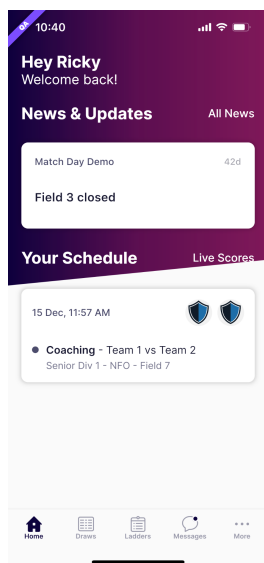 QA
10:40
Hey Ricky
Welcome back!
News & Updates All News
Match Day Demo 42d
Field 3 closed
Your Schedule Live Scores
15 Dec, 11:57 AM
Coaching - Team 1 vs Team 2
Senior Div 1 - NFO - Field 7
Home Draws Ladders Messages More